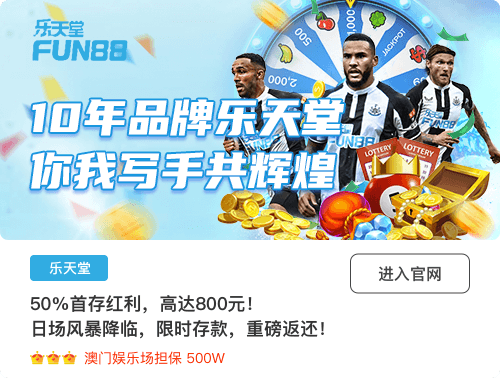 乐天堂
FUN88
JACKPOT
2,000
10年品牌乐天堂
你我写手共辉煌
FUN88
LOTTERY
LOTTERY
1
乐天堂
进入官网
50%首存红利，高达800元！
日场风暴降临，限时存款，重磅返还！
澳门娱乐场担保 500W